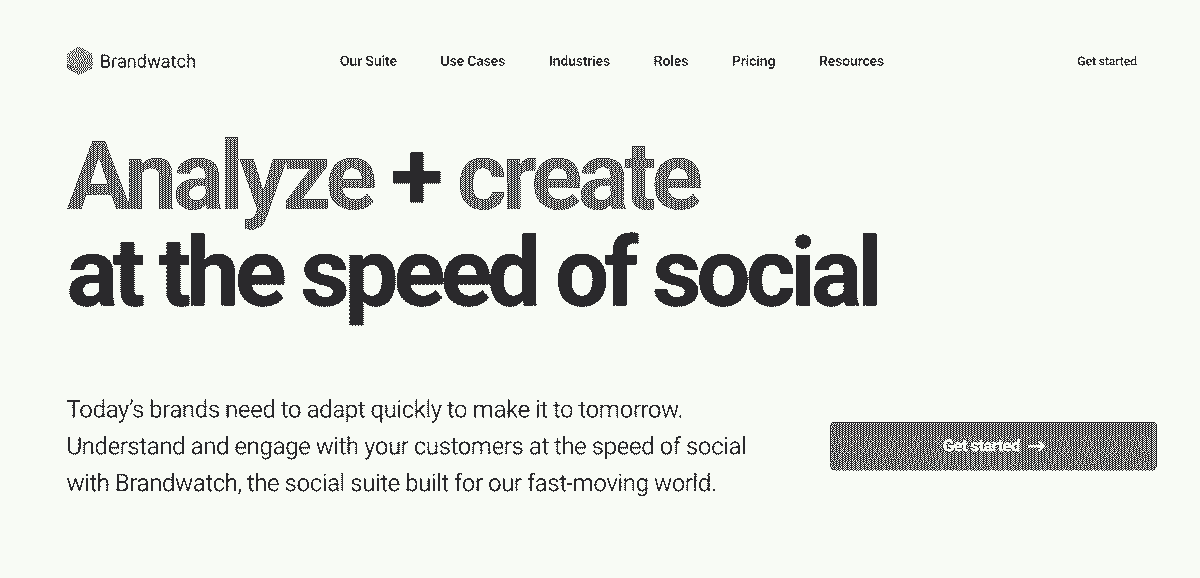 Brandwatch
Our Suite
Use Cases
Industries
Roles
Pricing
Resources
Get started
Analyze + create
at the speed of social
Today's brands need to adapt quickly to make it to tomorrow.
Understand and engage with your customers at the speed of social
with Brandwatch, the social suite built for our fast-moving world.
Get started →